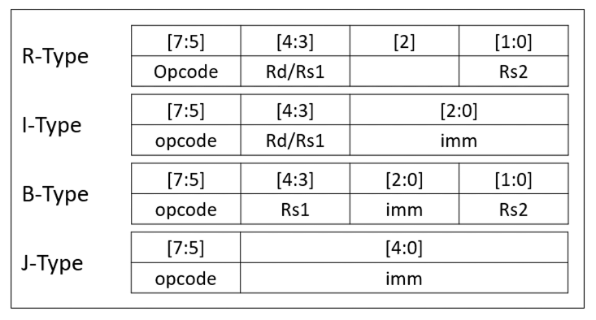 R-Type
[7:5] [4:3] [2] [1:0]
Opcode Rd/Rs1 Rs2
I-Type
[7:5] [4:3] [2:0]
opcode Rd/Rs1 imm
B-Type
[7:5] [4:3] [2:0] [1:0]
opcode Rs1 imm Rs2
J-Type
[7:5] [4:0]
opcode imm